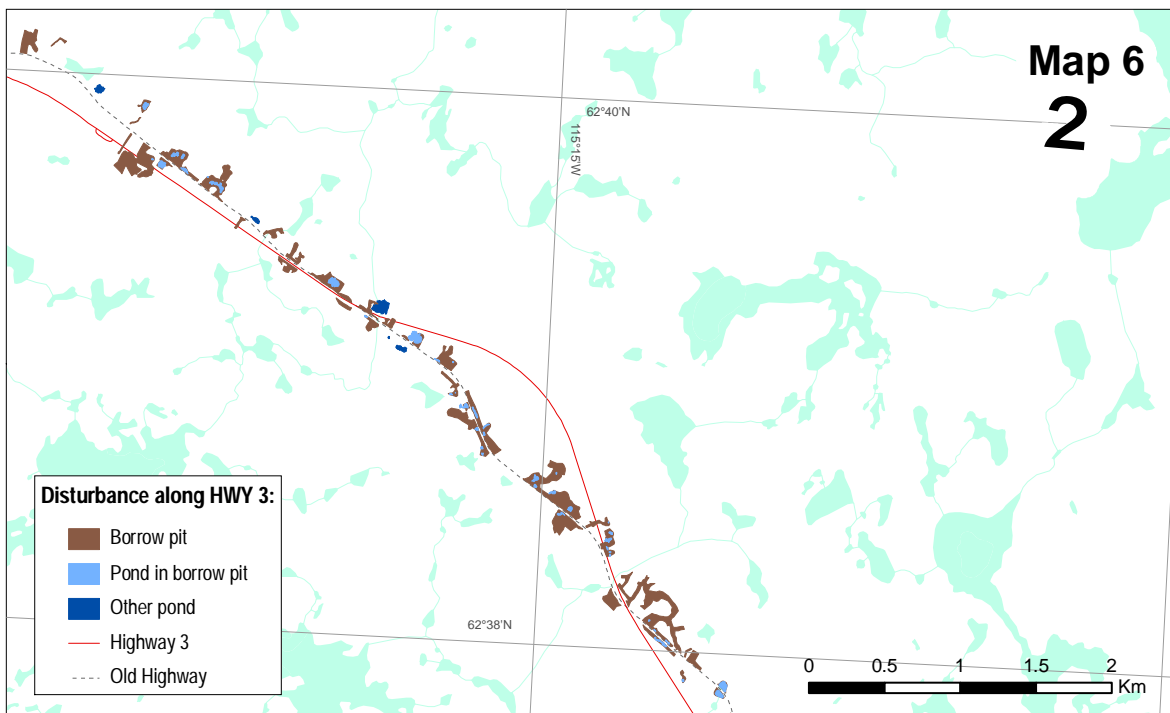 Map 6
2
62°40'N
115°15'W
62°38'N
Disturbance along HWY 3:
Borrow pit
Pond in borrow pit
Other pond
Highway 3
Old Highway
0 0.5 1 1.5 2
Km